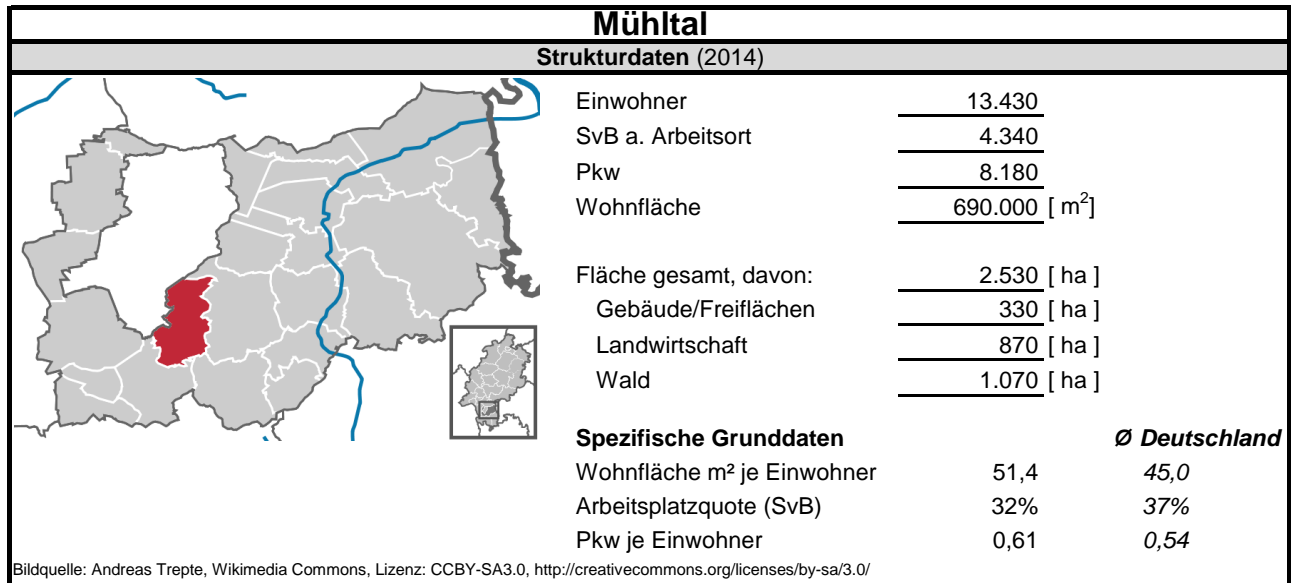 Mühltal
Strukturdaten (2014)
Einwohner 13.430
SvB a. Arbeitsort 4.340
Pkw 8.180
Wohnfläche 690.000 [ m²]
Fläche gesamt, davon: 2.530 [ ha ]
Gebäude/Freiflächen 330 [ ha ]
Landwirtschaft 870 [ ha ]
Wald 1.070 [ ha ]
Spezifische Grunddaten Ø Deutschland
Wohnfläche m² je Einwohner 51,4 45,0
Arbeitsplatzquote (SvB) 32% 37%
Pkw je Einwohner 0,61 0,54
Bildquelle: Andreas Trepte, Wikimedia Commons, Lizenz: CCBY-SA3.0, http://creativecommons.org/licenses/by-sa/3.0/